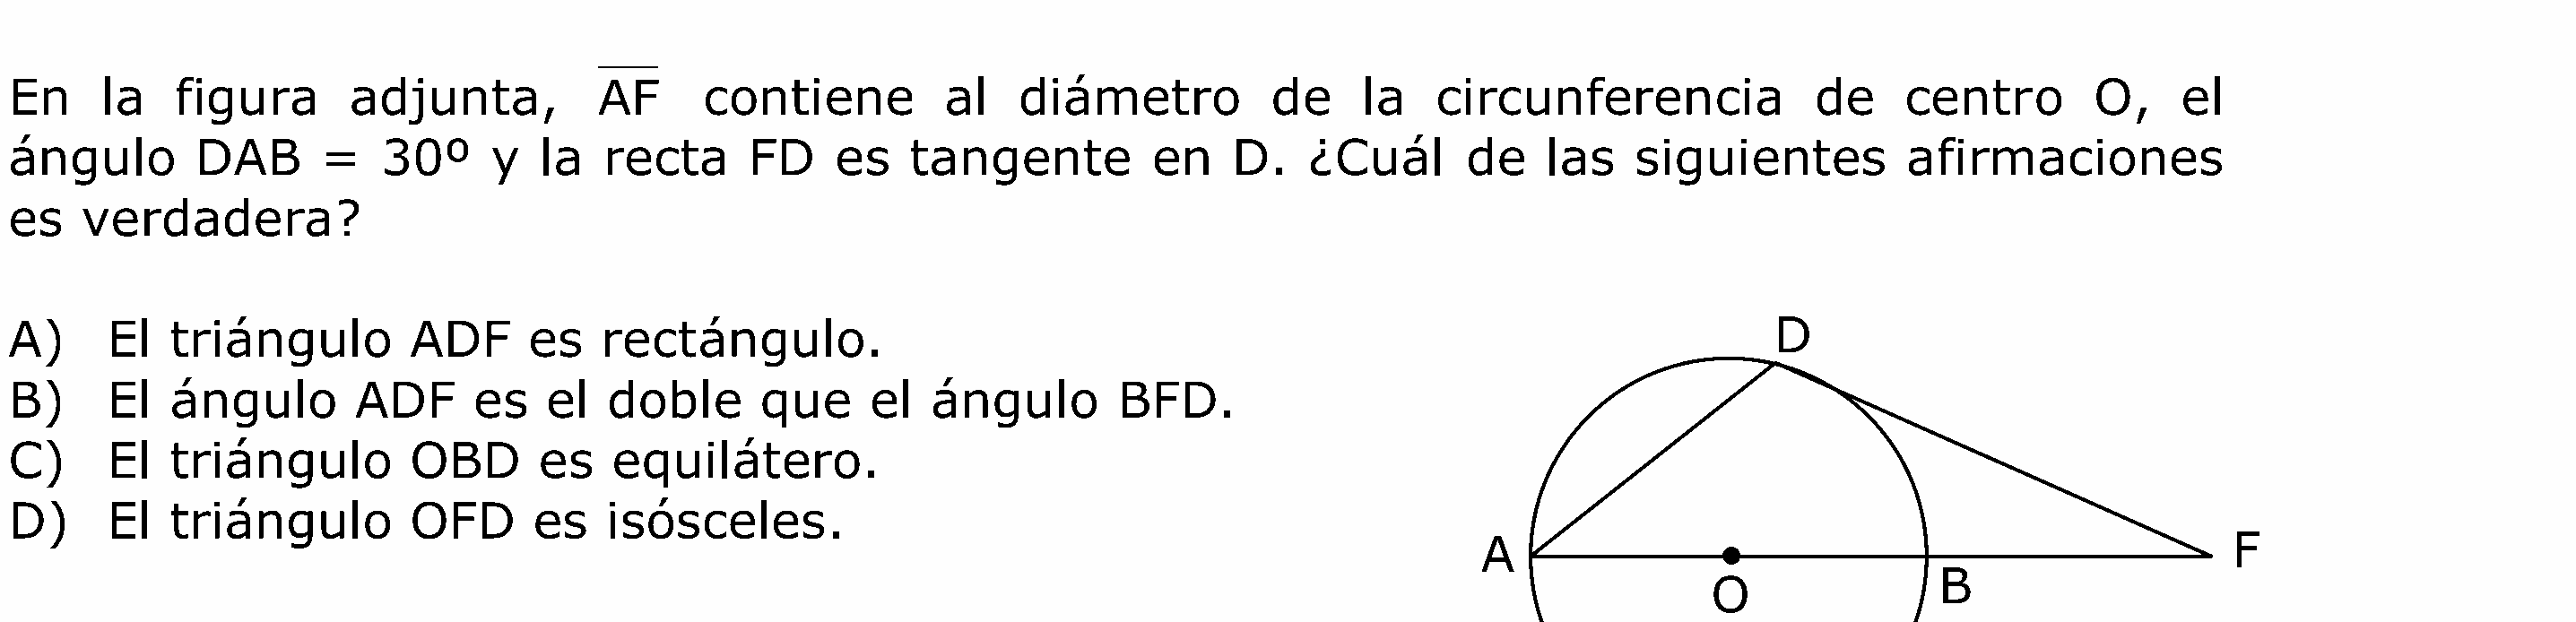 En la figura adjunta, AF contiene al diámetro de la circunferencia de centro O, el
ángulo DAB = 30º y la recta FD es tangente en D. ¿Cuál de las siguientes afirmaciones
es verdadera?
A) El triángulo ADF es rectángulo.
B) El ángulo ADF es el doble que el ángulo BFD.
C) El triángulo OBD es equilátero.
D) El triángulo OFD es isósceles.
D
A
F
O
B